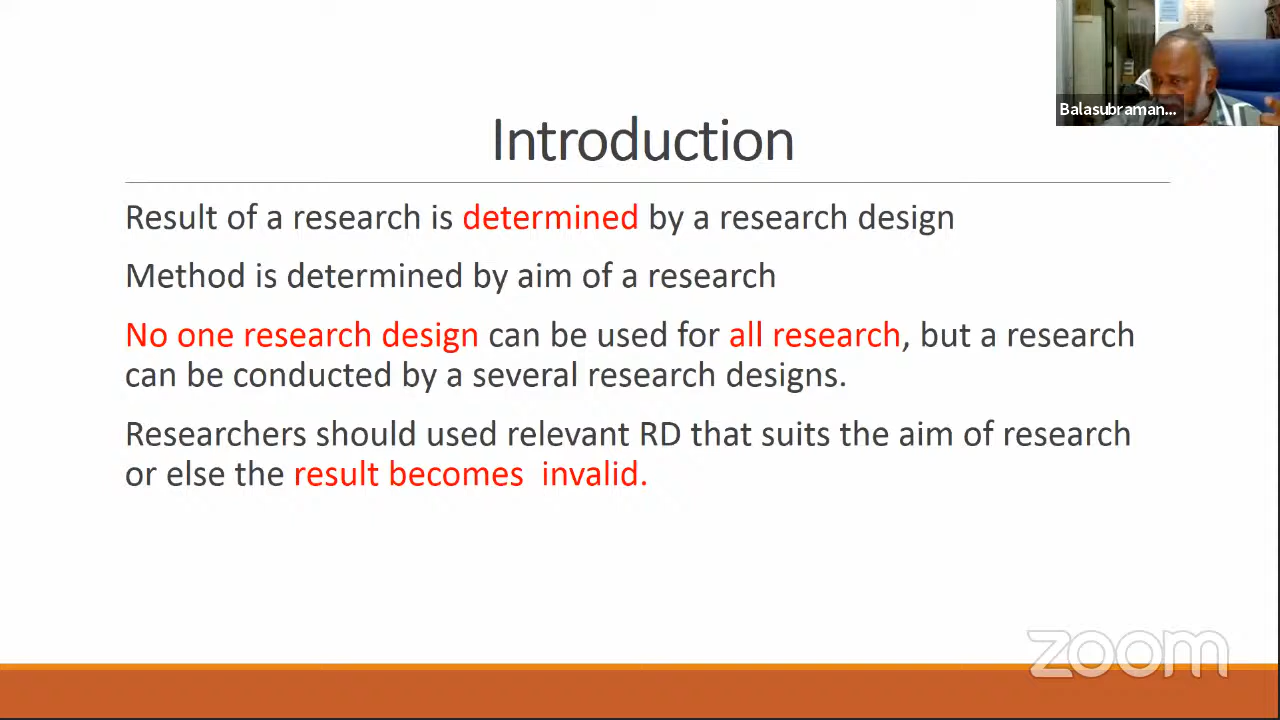 Balasubraman...
Introduction
Result of a research is determined by a research design
Method is determined by aim of a research
No one research design can be used for all research, but a research
can be conducted by a several research designs.
Researchers should used relevant RD that suits the aim of research
or else the result becomes  invalid.
zoom